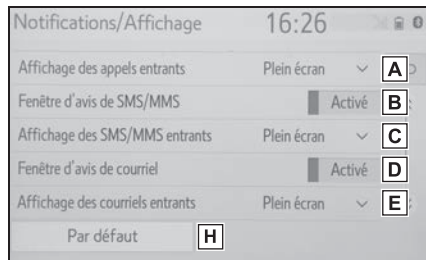 Notifications/Affichage 16:26
Affichage des appels entrants Plein écran A
Fenêtre d'avis de SMS/MMS Activé B
Affichage des SMS/MMS entrants Plein écran C
Fenêtre d'avis de courriel Activé D
Affichage des courriels entrants Plein écran E
Par défaut H